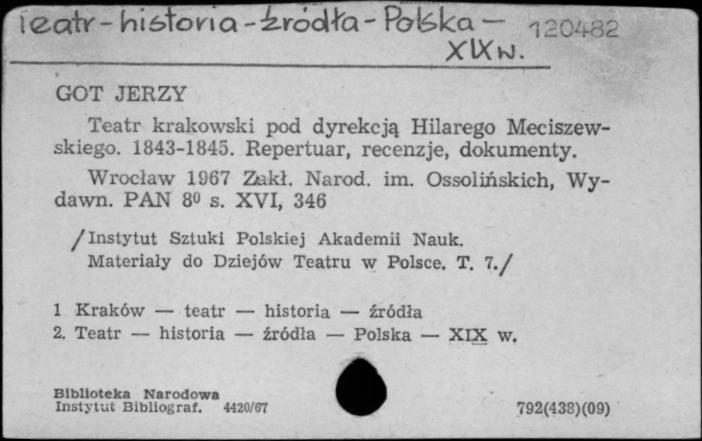 Teatr-historia-źródła-Polska-
XIX w.
120482
GOT JERZY
Teatr krakowski pod dyrekcją Hilarego Meciszew-
skiego. 1843-1845. Repertuar, recenzje, dokumenty.
Wrocław 1967 Zakł. Narod. im. Ossolińskich, Wy-
dawn. PAN 8⁰ s. XVI, 346
/Instytut Sztuki Polskiej Akademii Nauk.
Materiały do Dziejów Teatru w Polsce. T. 7./
1 Kraków — teatr — historia — źródła
2. Teatr — historia — źródła — Polska — XIX w.
Biblioteka Narodowa
Instytut Bibliograf. 4420/67
792(438)(09)